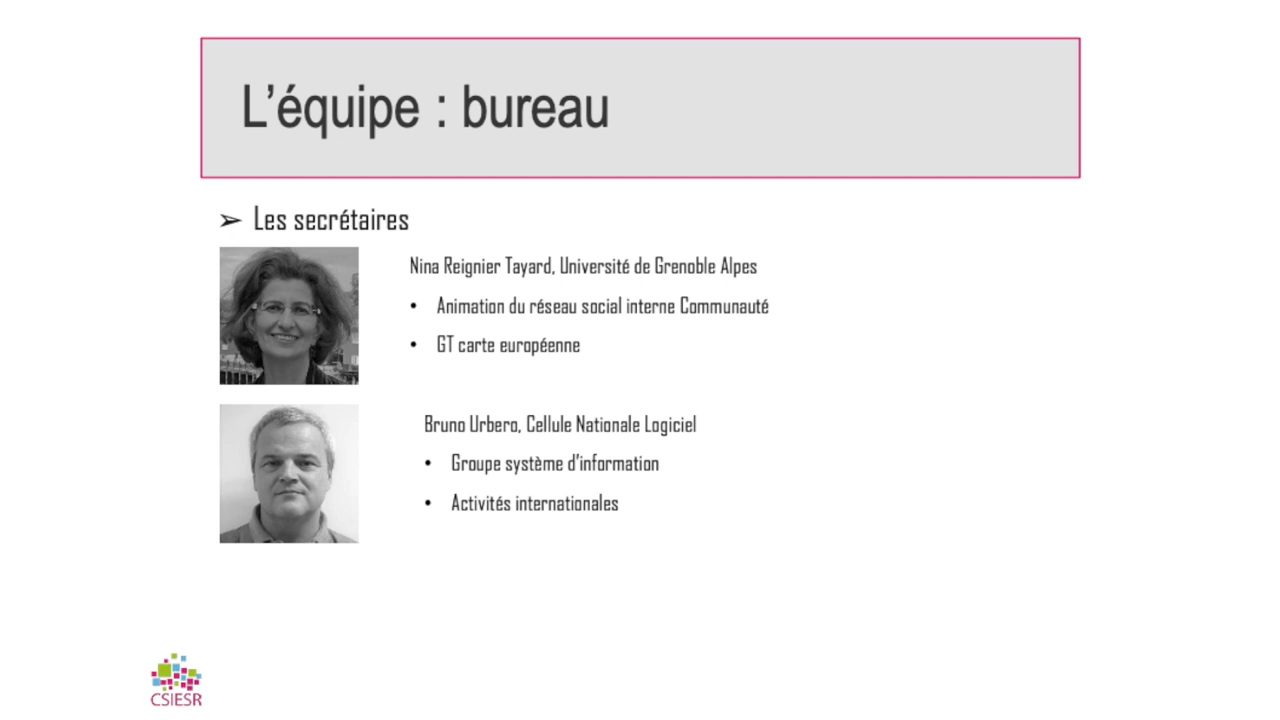 L’équipe : bureau
➢ Les secrétaires
Nina Reignier Tayard, Université de Grenoble Alpes
• Animation du réseau social interne Communauté
• GT carte européenne
Bruno Urbero, Cellule Nationale Logiciel
• Groupe système d’information
• Activités internationales
CSIESR